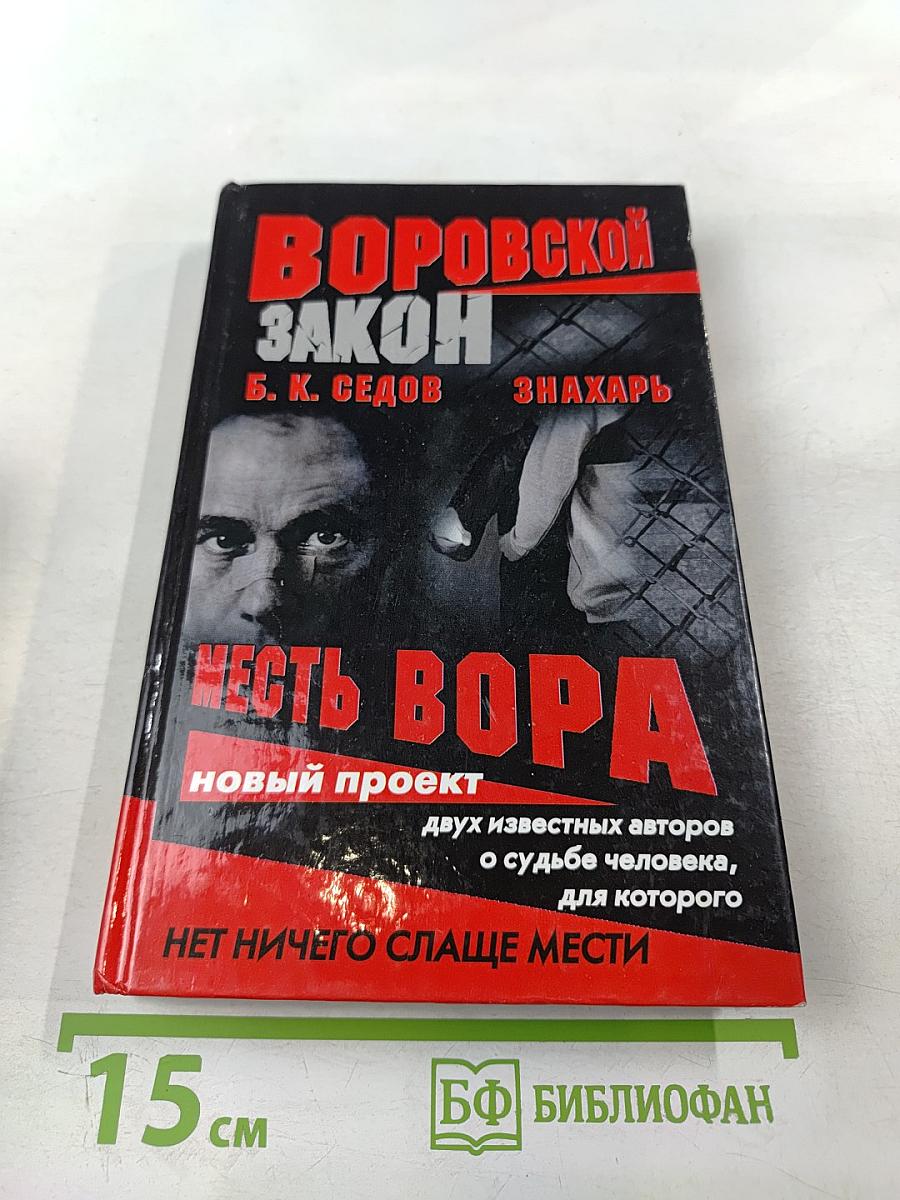 ВОРОВСКОЙ
ЗАКОН
Б. К. СЕДОВ ЗНАХАРЬ
МЕСТЬ ВОРА
новый проект
двух известных авторов
о судьбе человека,
для которого
НЕТ НИЧЕГО СЛАЩЕ МЕСТИ
15 см
БФ БИБЛИОФАН